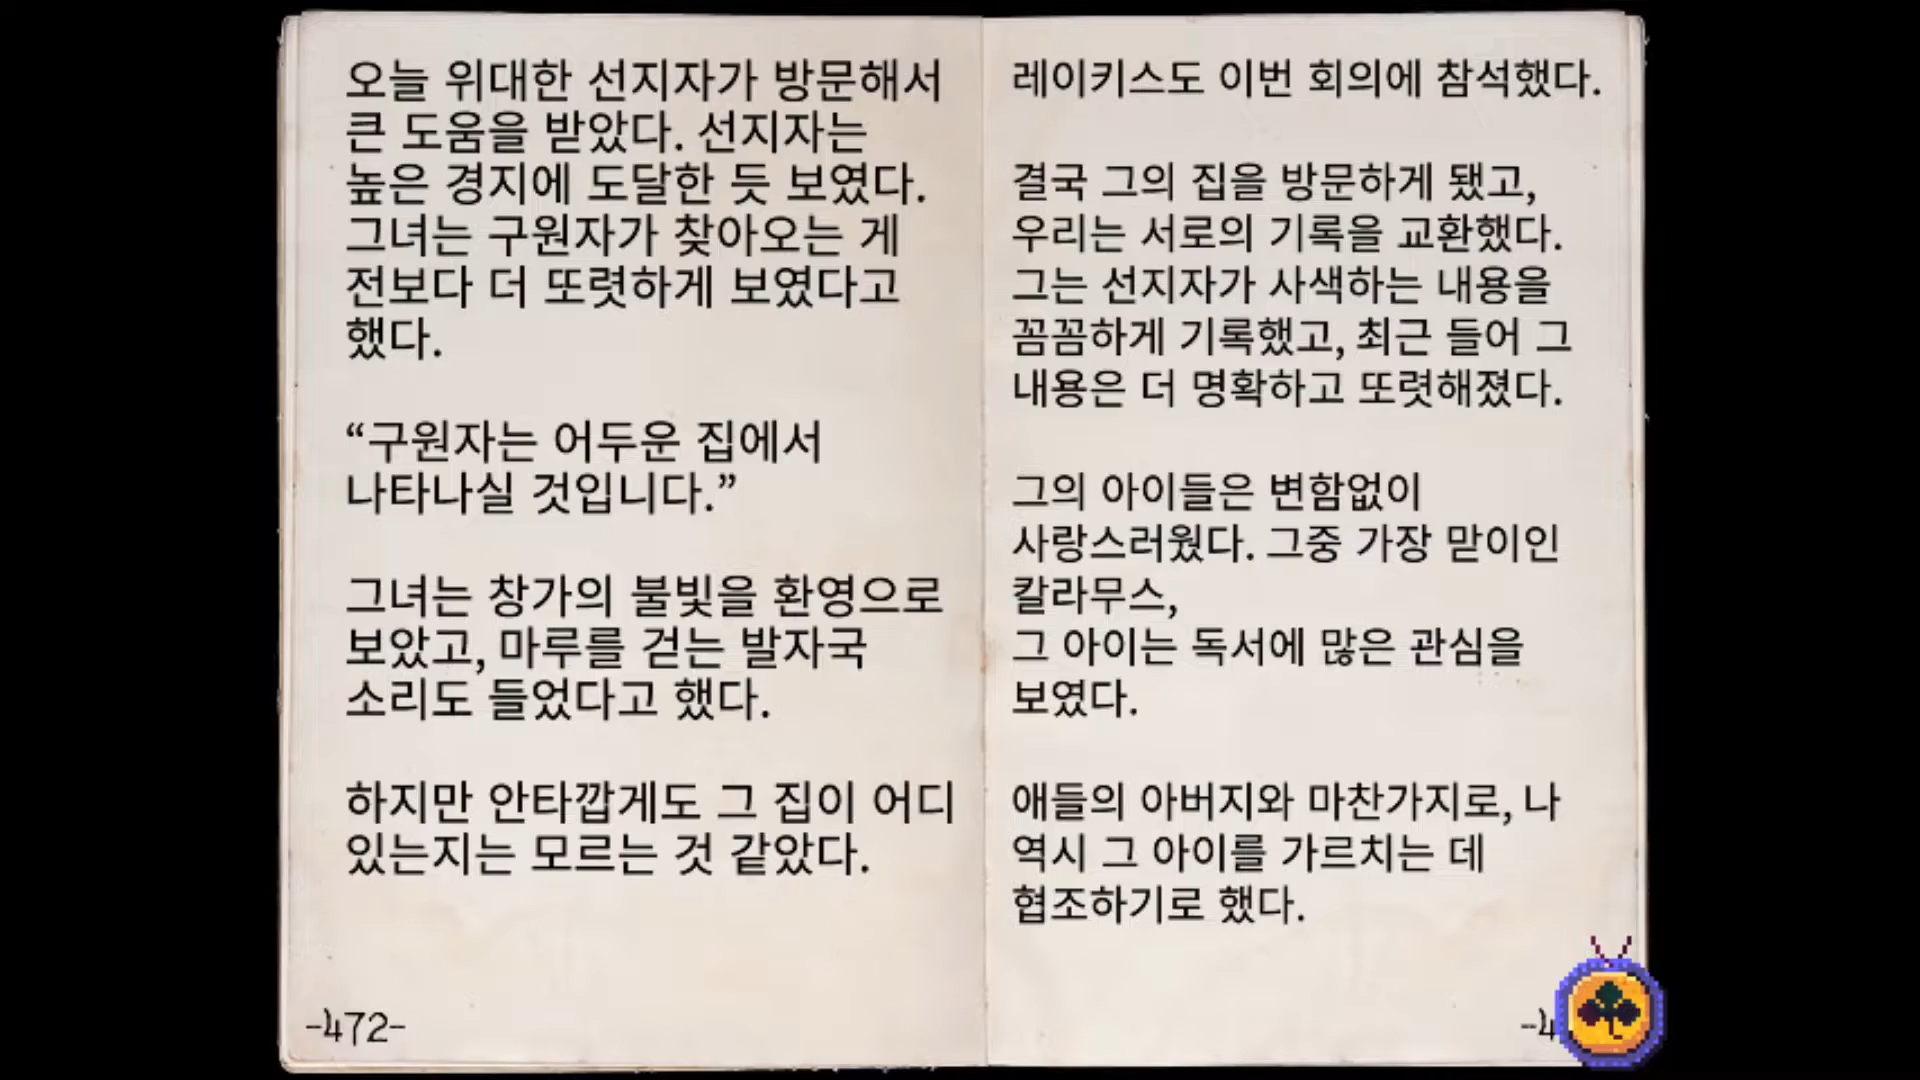 오늘 위대한 선지자가 방문해서
큰 도움을 받았다. 선지자는
높은 경지에 도달한 듯 보였다.
그녀는 구원자가 찾아오는 게
전보다 더 또렷하게 보였다고
했다.
“구원자는 어두운 집에서
나타나실 것입니다.”
그녀는 창가의 불빛을 환영으로
보았고, 마루를 걷는 발자국
소리도 들었다고 했다.
하지만 안타깝게도 그 집이 어디
있는지는 모르는 것 같았다.
-472-
레이키스도 이번 회의에 참석했다.
결국 그의 집을 방문하게 됐고,
우리는 서로의 기록을 교환했다.
그는 선지자가 사색하는 내용을
꼼꼼하게 기록했고, 최근 들어 그
내용은 더 명확하고 또렷해졌다.
그의 아이들은 변함없이
사랑스러웠다. 그중 가장 맏이인
칼라무스,
그 아이는 독서에 많은 관심을
보였다.
애들의 아버지와 마찬가지로, 나
역시 그 아이를 가르치는 데
협조하기로 했다.